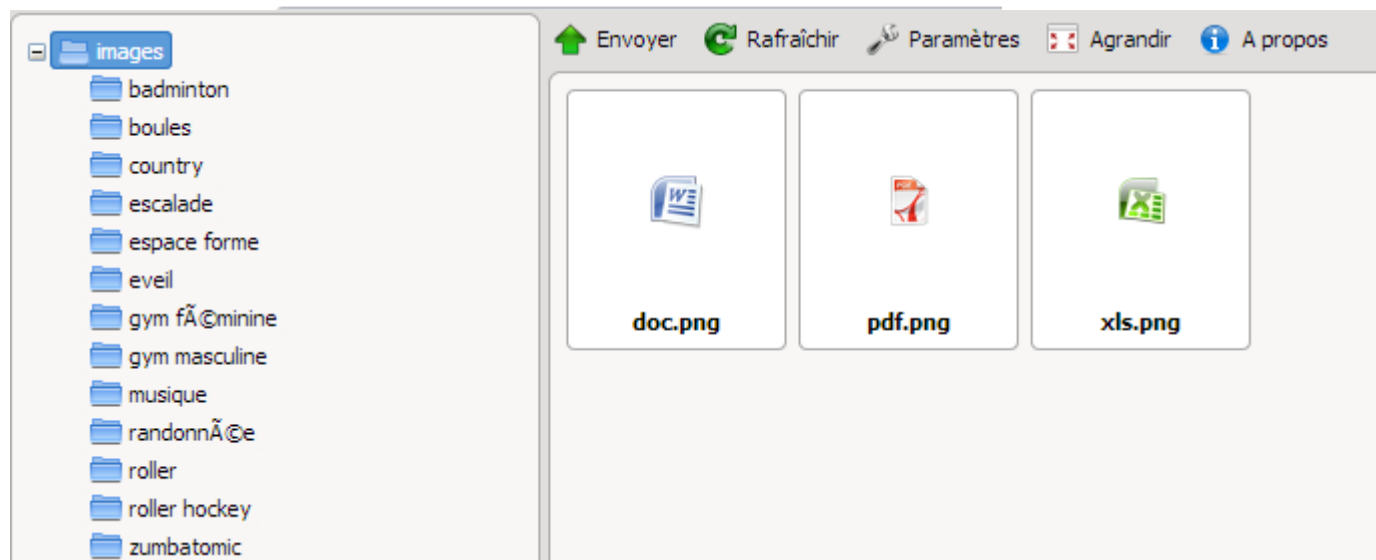 images
badminton
boules
country
escalade
espace forme
eveil
gym fÃ©minine
gym masculine
musique
randonnÃ©e
roller
roller hockey
zumbatomic
Envoyer Rafraîchir Paramètres Agrandir A propos
doc.png pdf.png xls.png